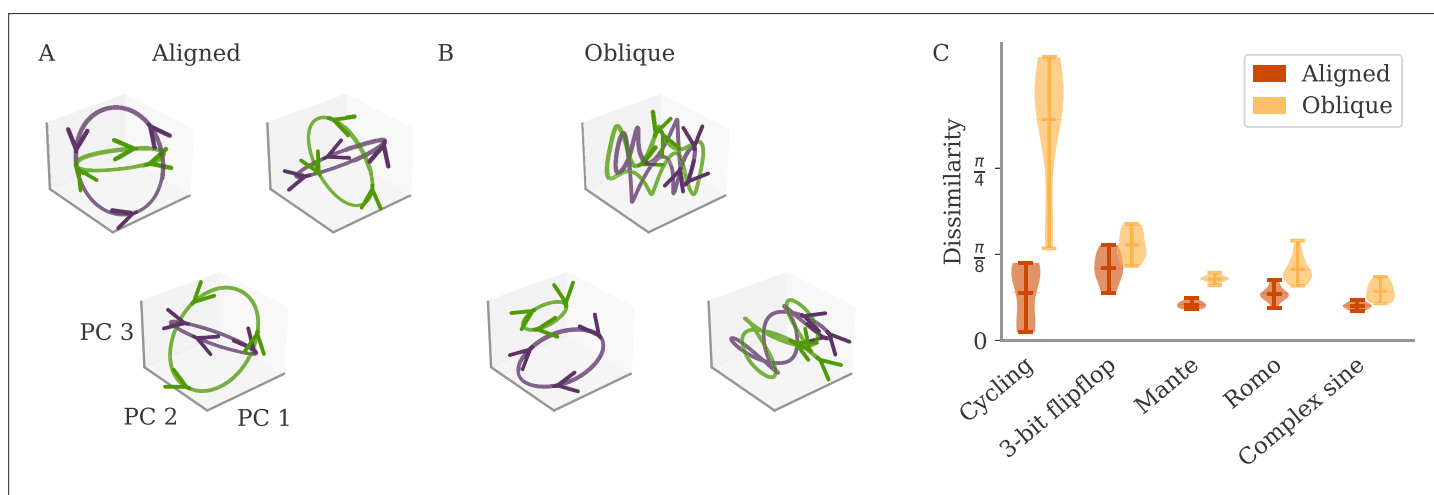 A
Aligned
B
Oblique
C
Aligned
Oblique
Dissimilarity
π
4
π
8
0
PC 3
PC 2
PC 1
Cycling
3-bit flipflop
Mante
Romo
Complex sine